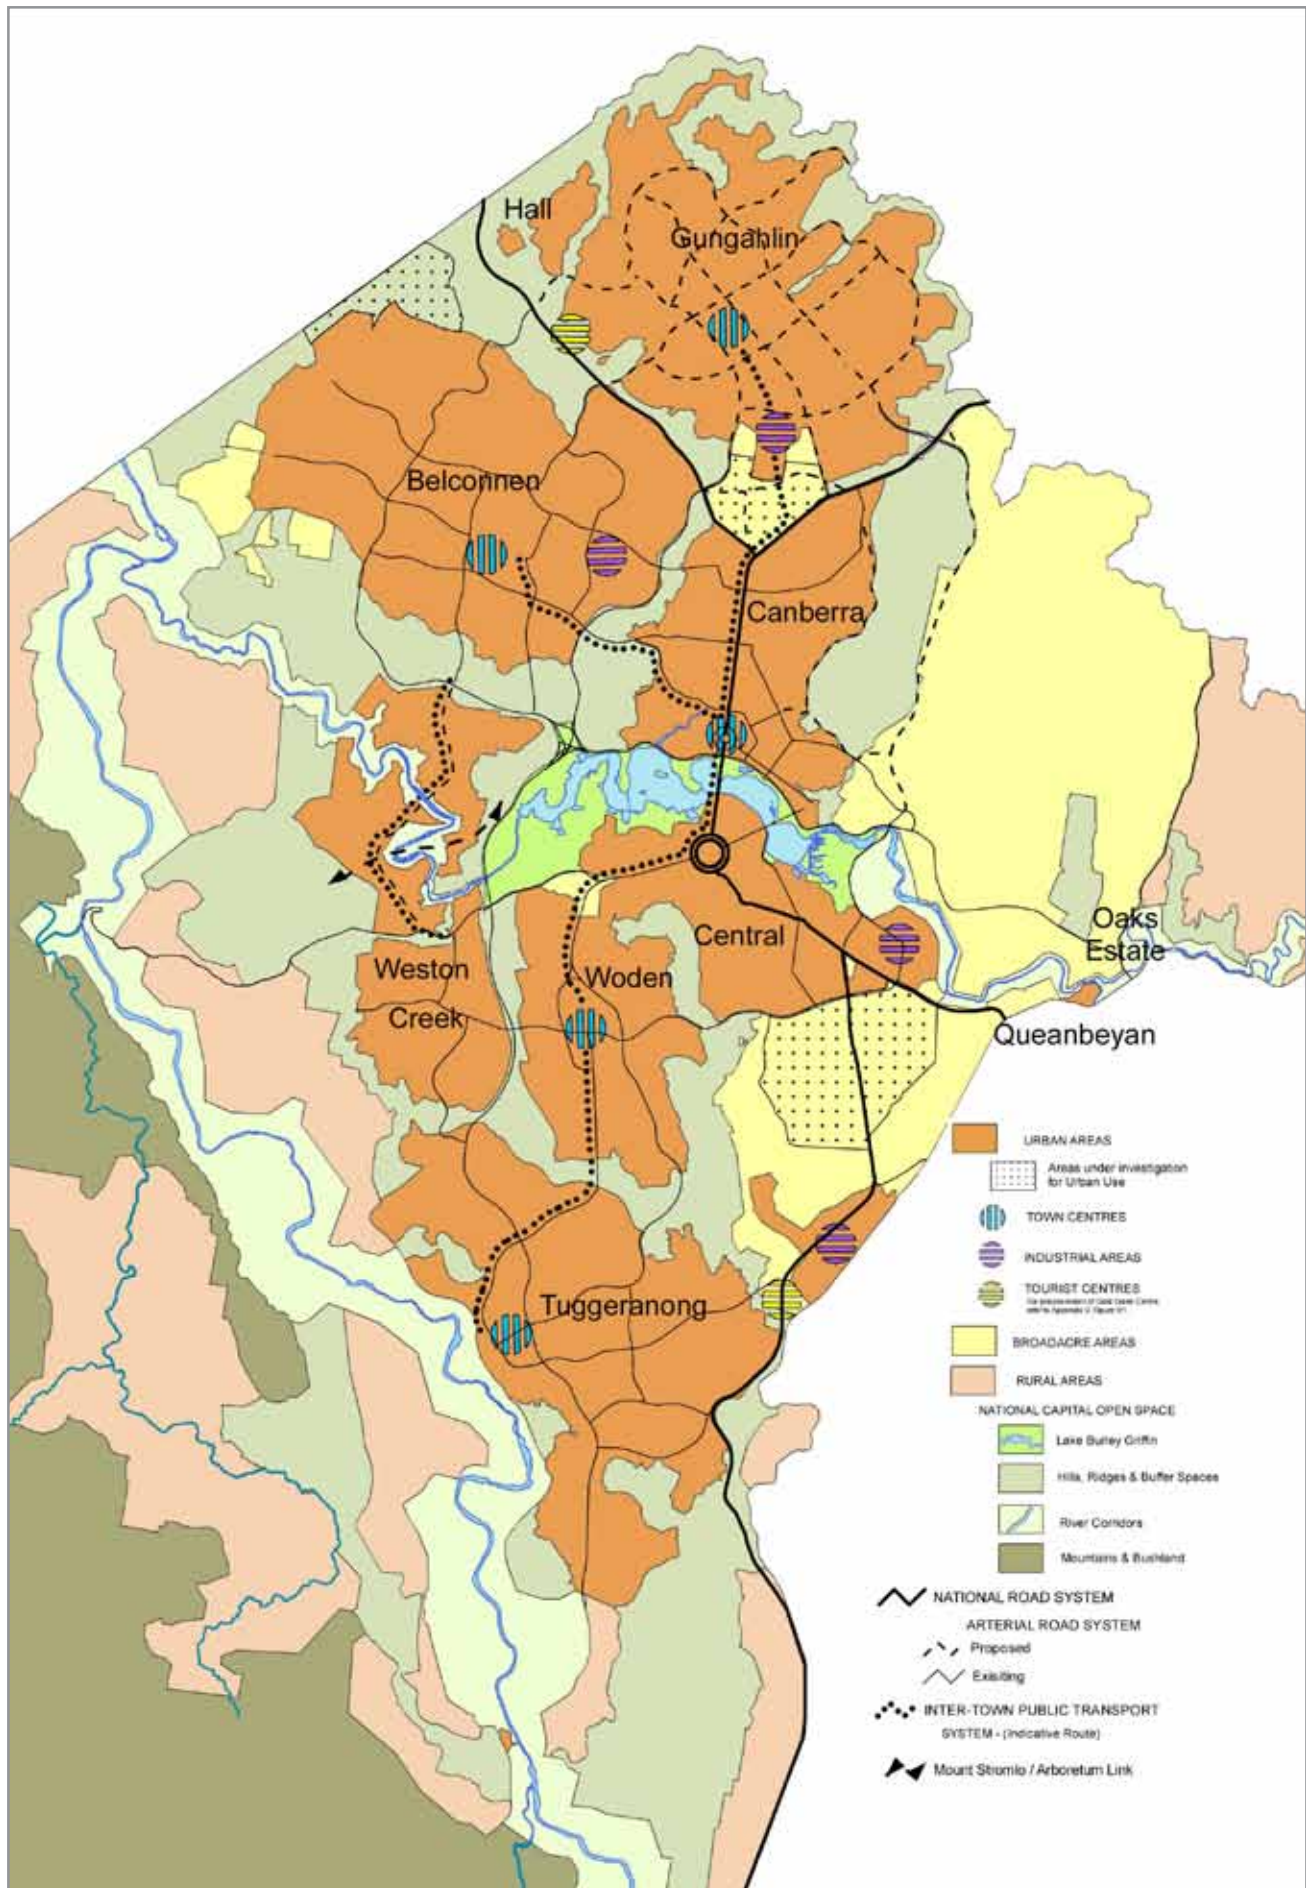 Hall
Gungahlin
Belconnen
Canberra
Oaks
Estate
Central
Weston
Creek
Woden
Queanbeyan
Tuggeranong
URBAN AREAS
Areas under investigation
for Urban Use
TOWN CENTRES
INDUSTRIAL AREAS
TOURIST CENTRES
BROADACRE AREAS
RURAL AREAS
NATIONAL CAPITAL OPEN SPACE
Lake Burley Griffin
Hills, Ridges & Buffer Spaces
River Corridors
Mountains & Bushland
NATIONAL ROAD SYSTEM
ARTERIAL ROAD SYSTEM
Proposed
Exisiting
INTER-TOWN PUBLIC TRANSPORT
SYSTEM - (Indicative Route)
Mount Stromlo / Arboretum Link